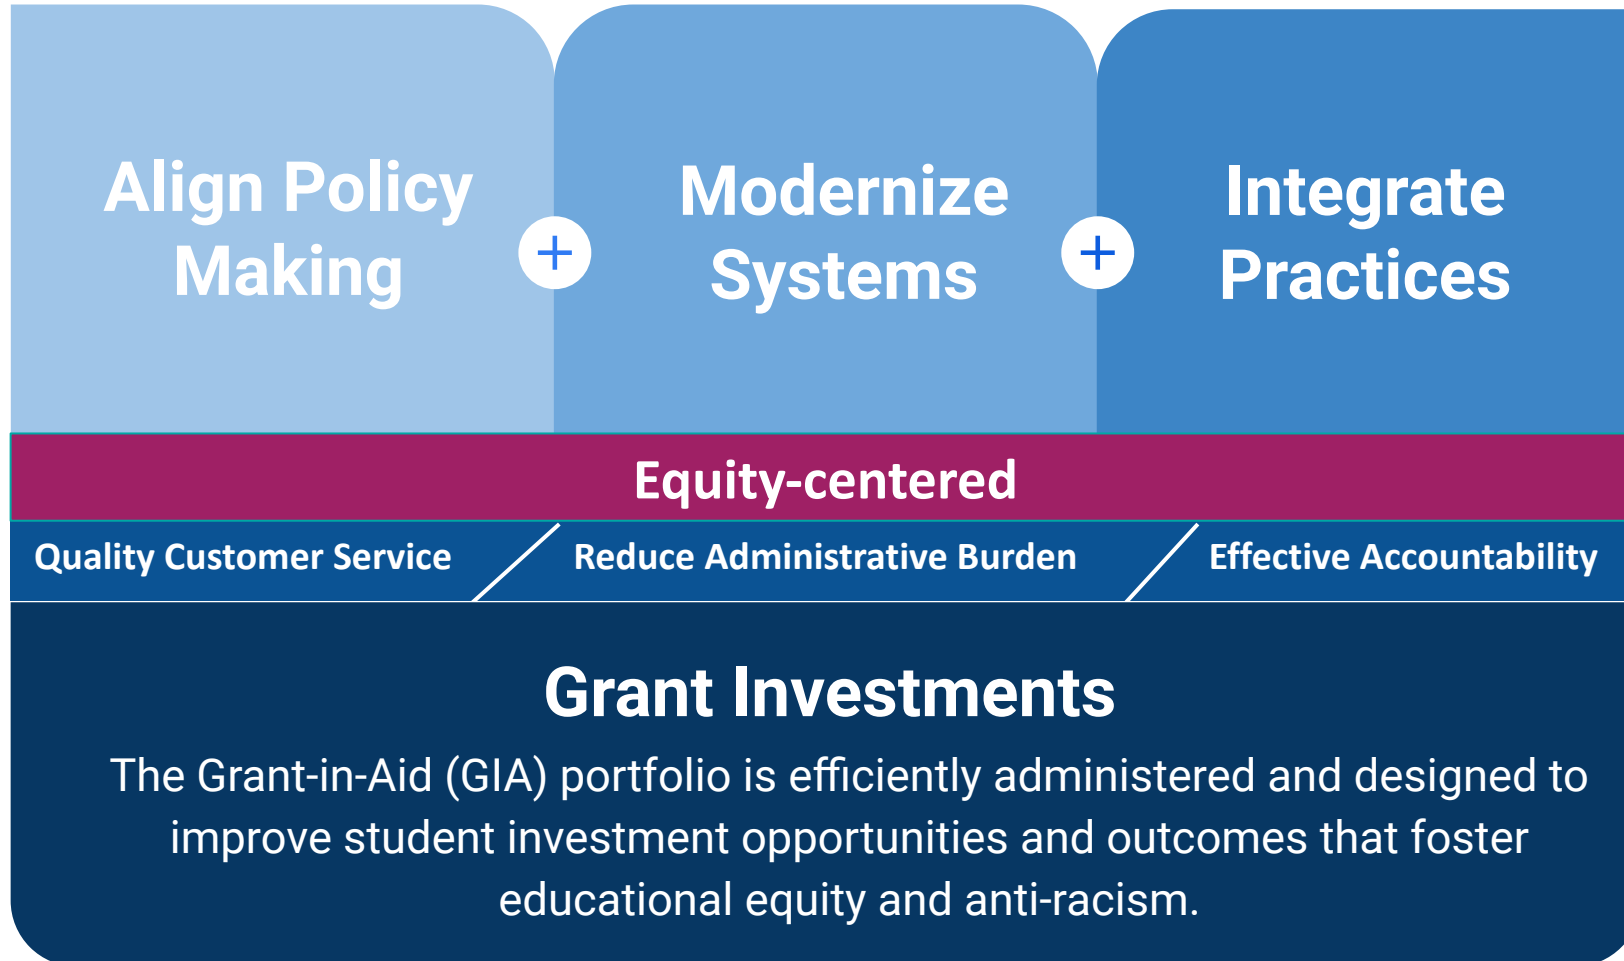 Align Policy
Making
+
Modernize
Systems
+
Integrate
Practices
Equity-centered
Quality Customer Service
Reduce Administrative Burden
Effective Accountability
Grant Investments
The Grant-in-Aid (GIA) portfolio is efficiently administered and designed to
improve student investment opportunities and outcomes that foster
educational equity and anti-racism.